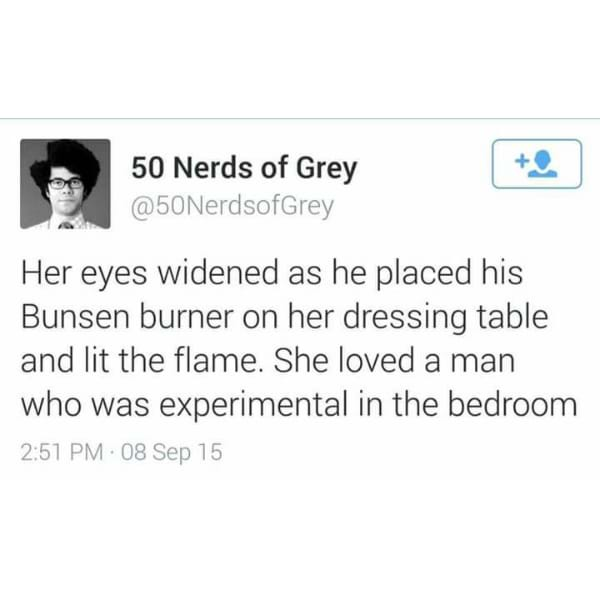 50 Nerds of Grey
@50NerdsofGrey
Her eyes widened as he placed his
Bunsen burner on her dressing table
and lit the flame. She loved a man
who was experimental in the bedroom
2:51 PM · 08 Sep 15